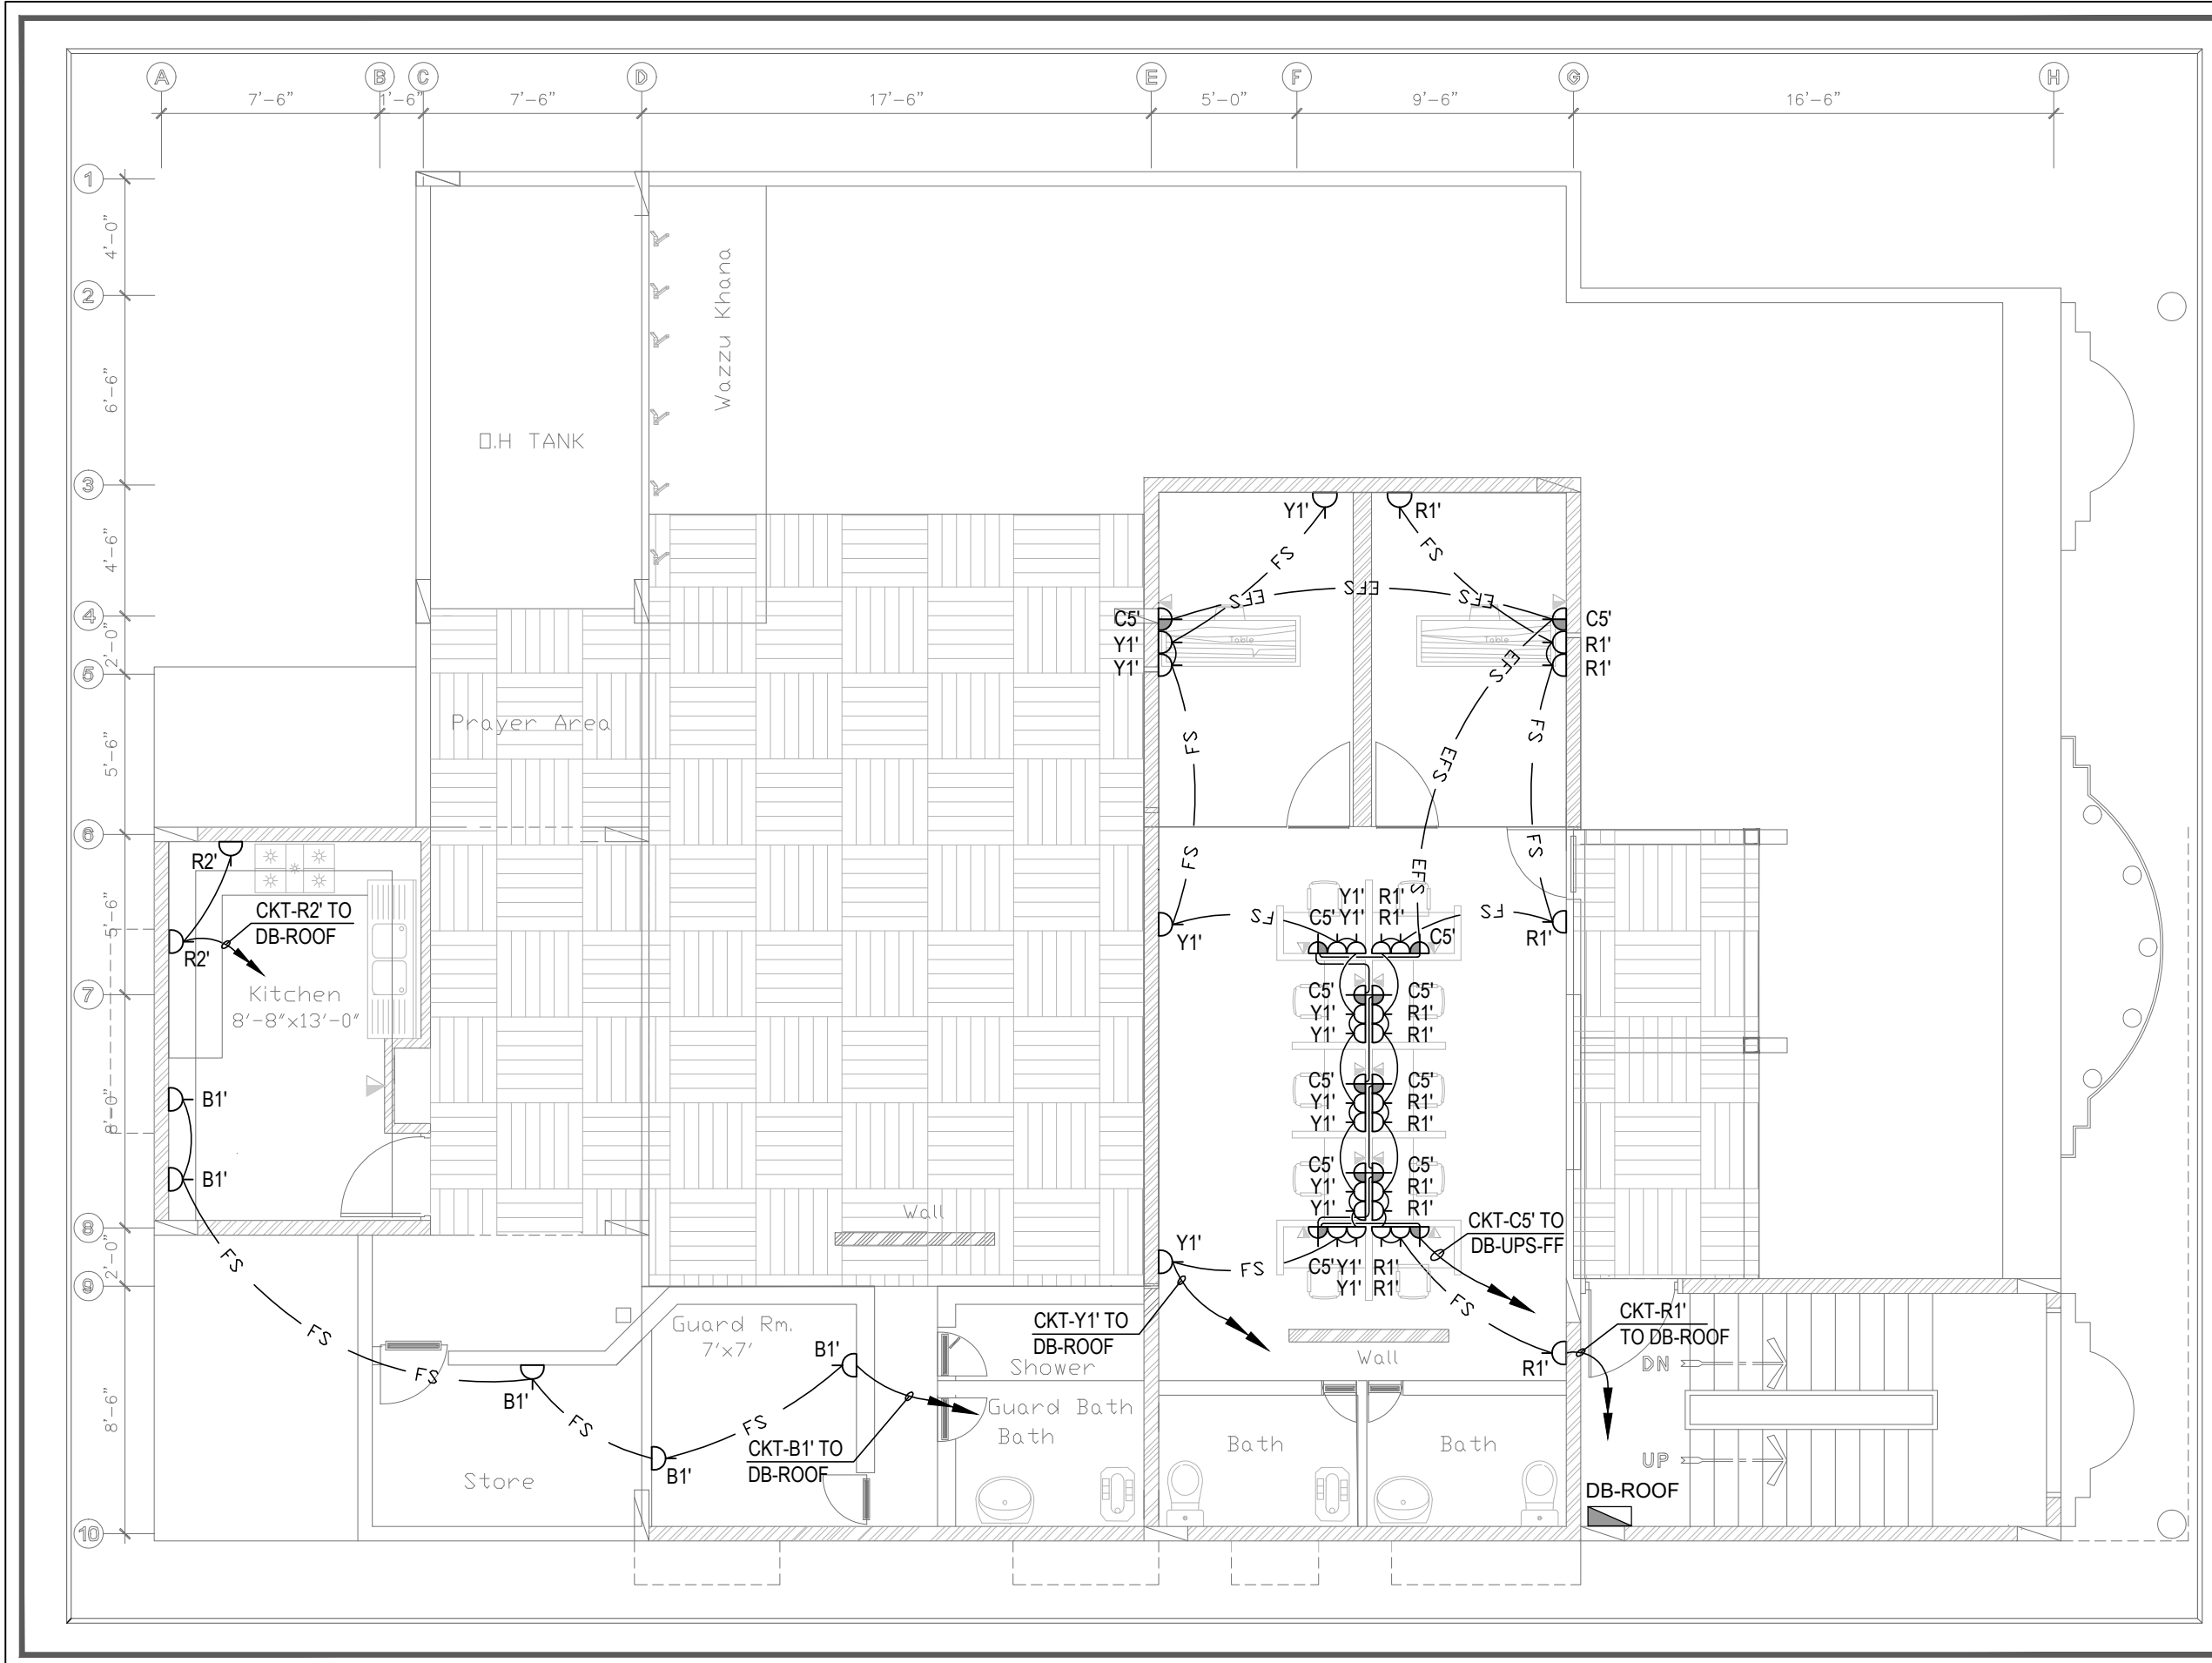 A B C D E F G H
7'-6" 1'-6" 7'-6" 17'-6" 5'-0" 9'-6" 16'-6"
1
4'-0"
2
6'-6"
3
4'-6"
4
2'-0"
5
5'-6"
6
5'-6"
7
8'-0"
8
2'-0"
9
8'-6"
10
Wazzu Khana
O.H TANK
Prayer Area
Y1' R1'
FS FS
EFS EFS EFS
C5' C5'
Y1' Table Table R1'
Y1' R1'
EFS
FS FS
EFS
FS EFS FS
R2'
CKT-R2' TO
DB-ROOF
R2'
Kitchen
8'-8"x13'-0"
B1'
B1'
Y1' R1'
C5' Y1' R1'
FS FS
C5'
Y1' R1'
C5' C5'
Y1' R1'
Y1' R1'
C5' C5'
Y1' R1'
Y1' R1'
C5' C5'
Y1' R1'
Y1' R1'
Wall
CKT-C5' TO
DB-UPS-FF
Y1'
FS
C5' Y1' R1'
Y1' R1'
FS
FS
CKT-Y1' TO
DB-ROOF
CKT-R1'
TO DB-ROOF
Guard Rm.
7'x7'
FS
B1'
Shower
Wall
R1'
DN
FS
B1'
FS
FS
Guard Bath
Bath
CKT-B1' TO
DB-ROOF
B1'
Store
Bath
Bath
UP
DB-ROOF